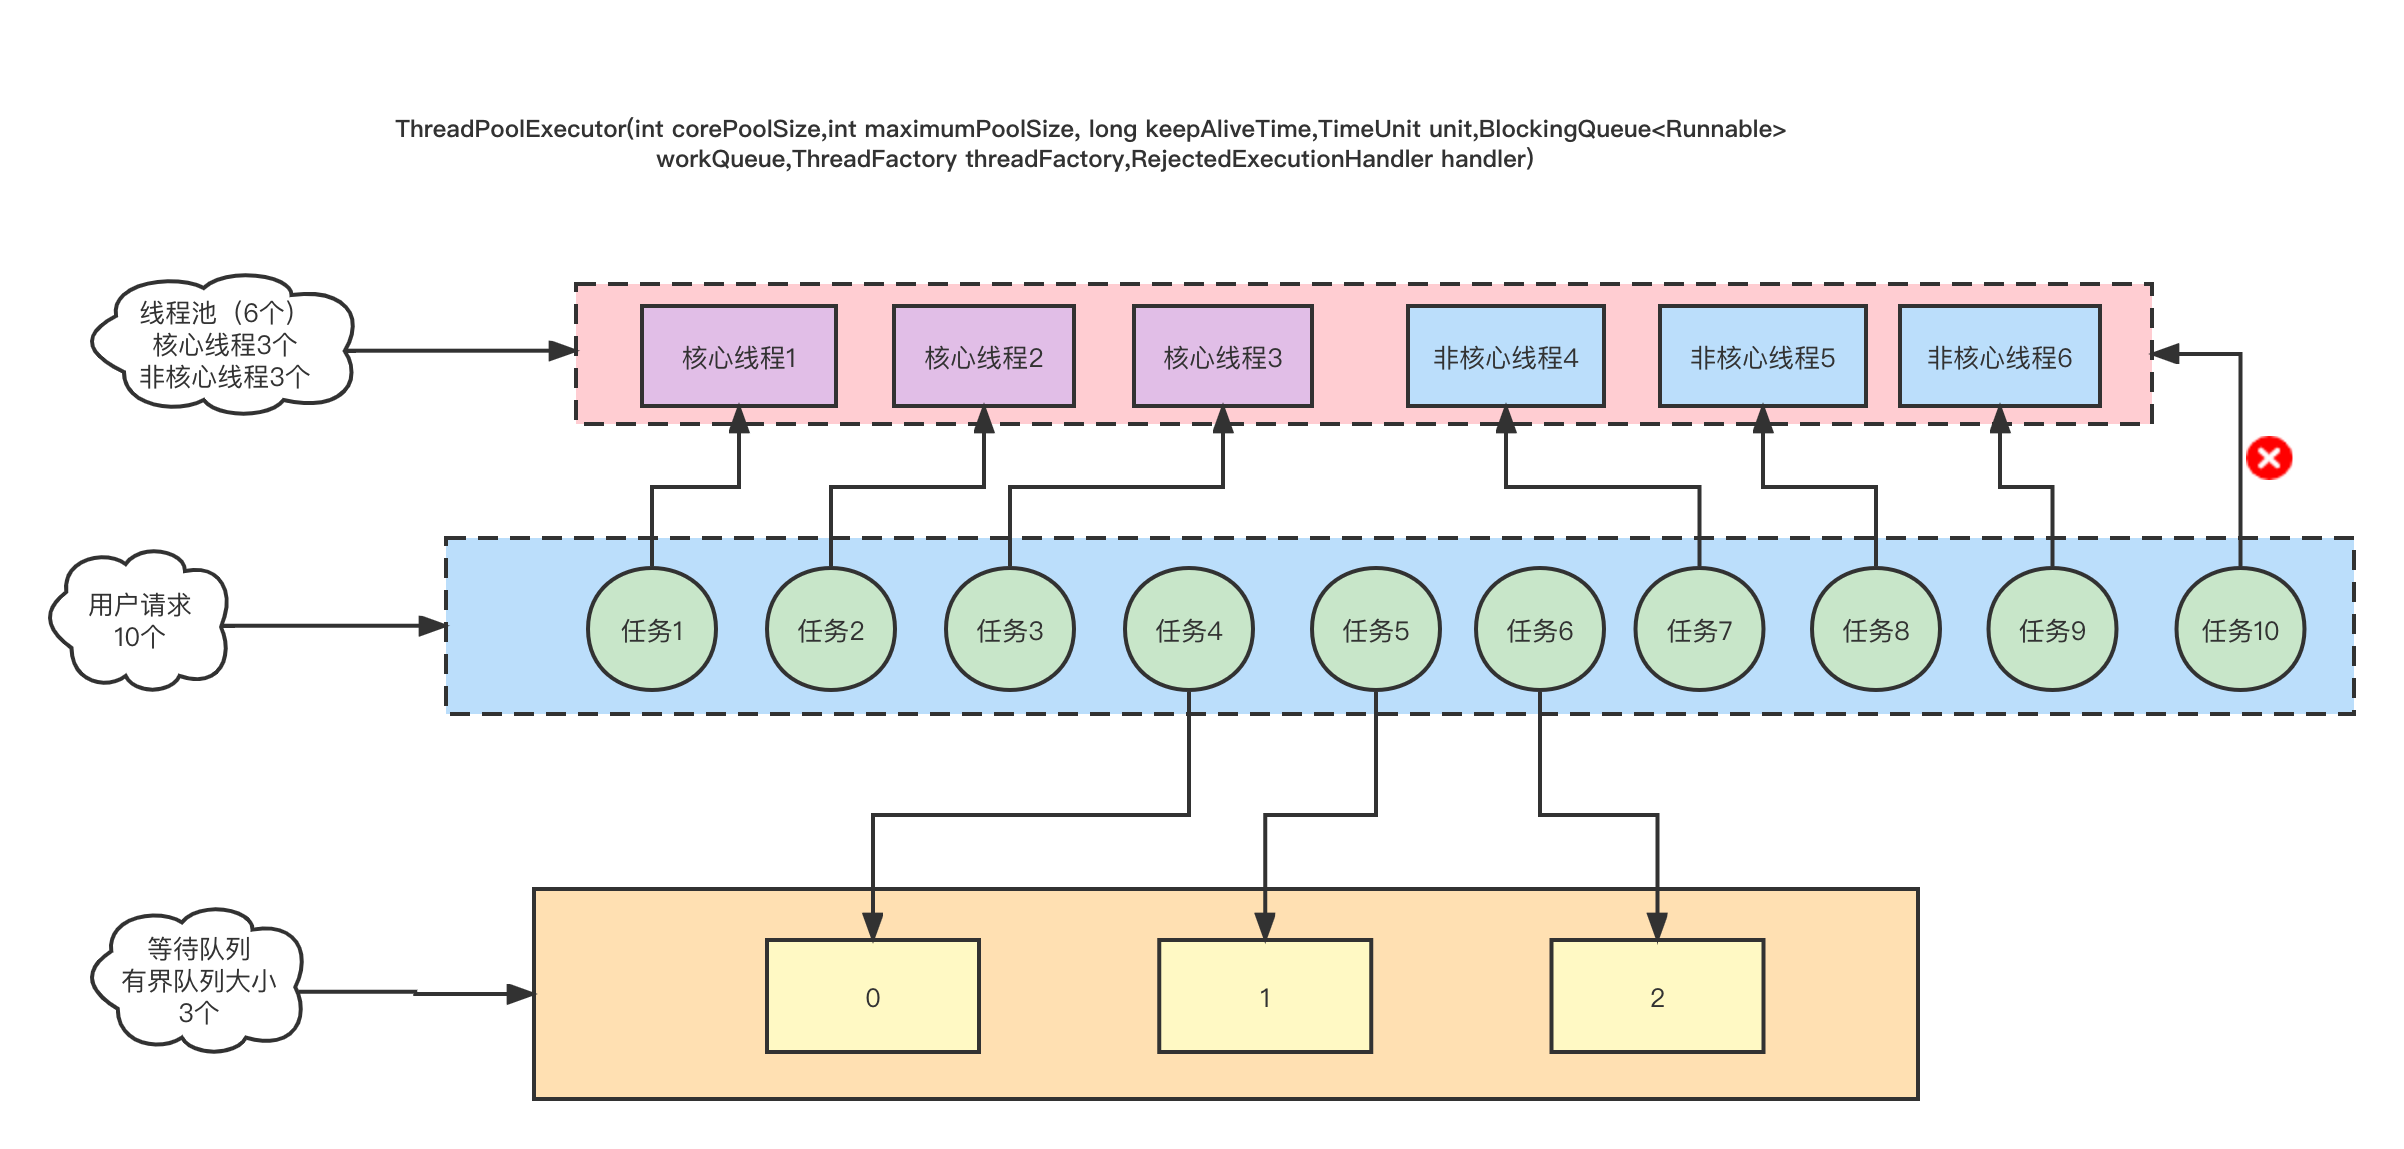 ThreadPoolExecutor(int corePoolSize,int maximumPoolSize, long keepAliveTime,TimeUnit unit,BlockingQueue<Runnable>
workQueue,ThreadFactory threadFactory,RejectedExecutionHandler handler)
线程池（6个）
核心线程3个
非核心线程3个
核心线程1
核心线程2
核心线程3
非核心线程4
非核心线程5
非核心线程6
用户请求
10个
任务1
任务2
任务3
任务4
任务5
任务6
任务7
任务8
任务9
任务10
等待队列
有界队列大小
3个
0
1
2